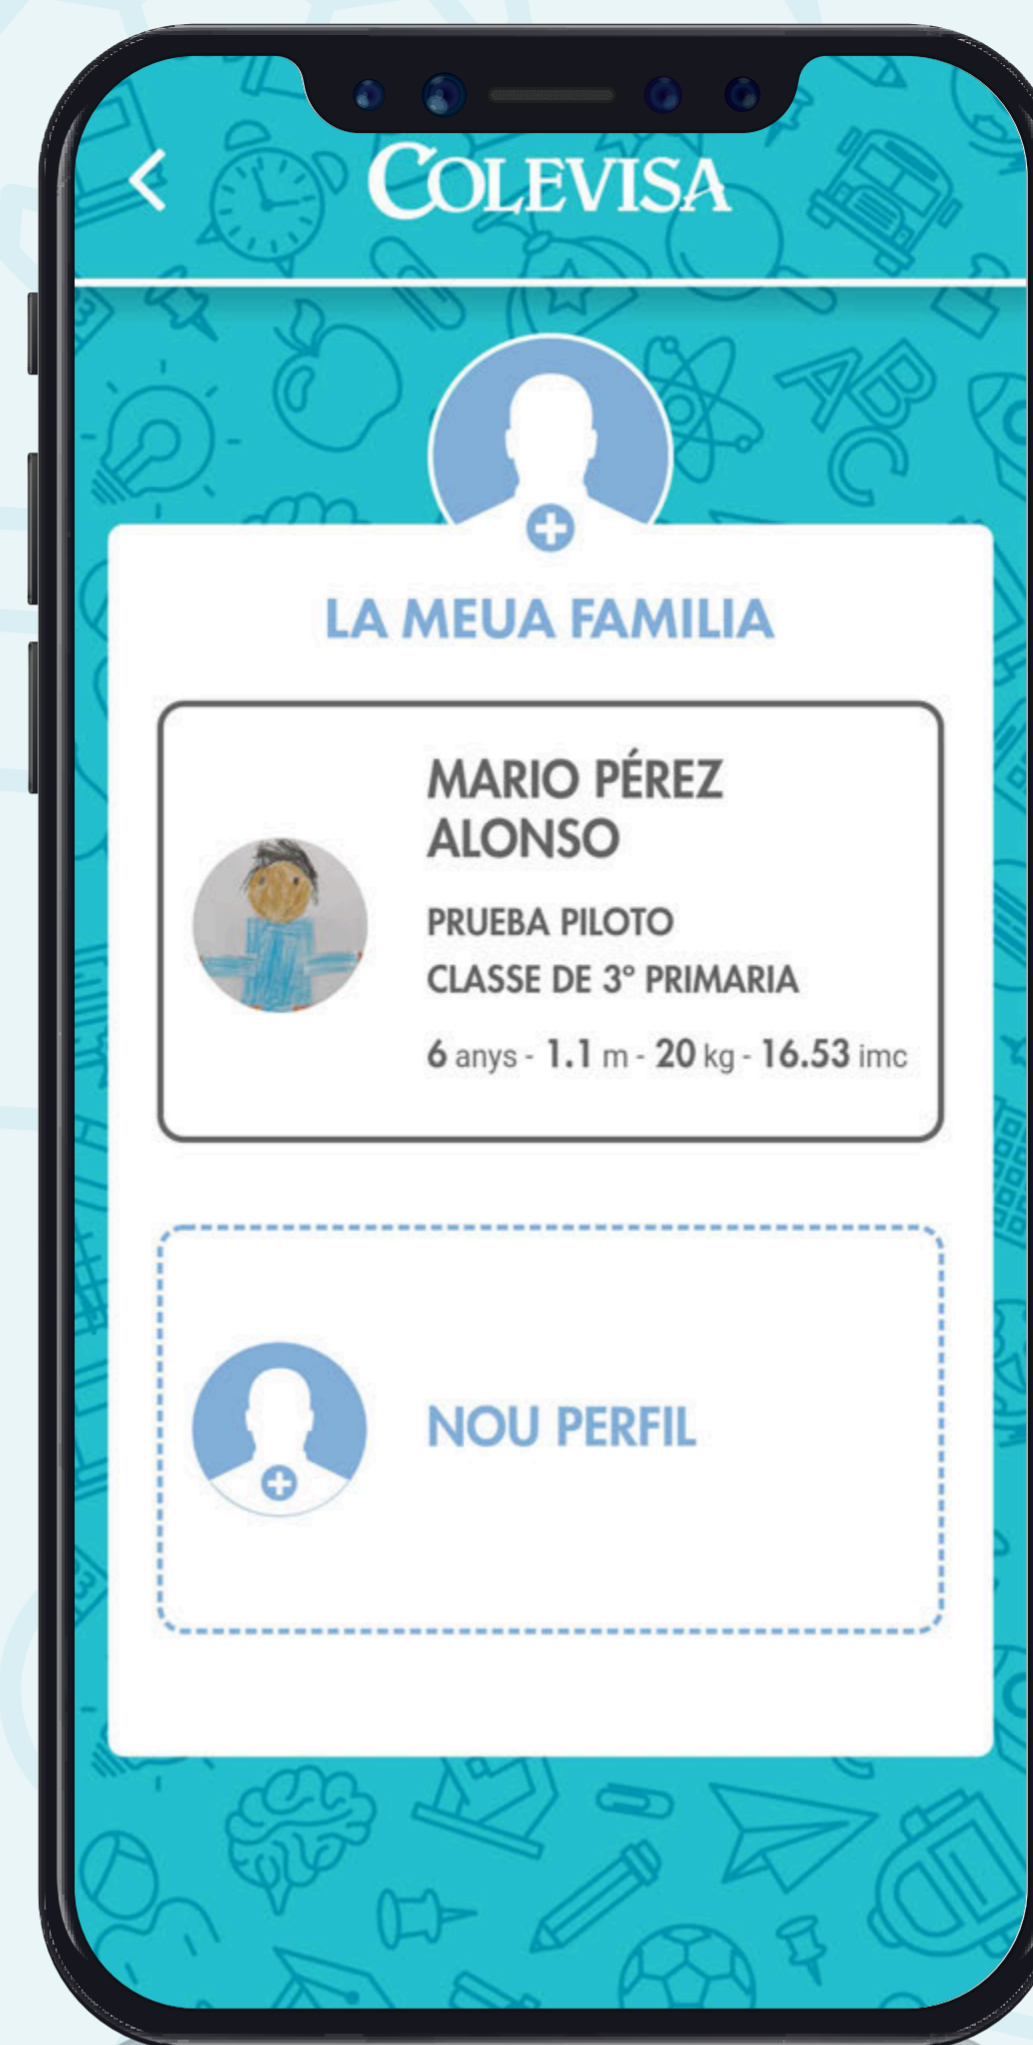 COLEVISA
ABC
LA MEUA FAMILIA
MARIO PÉREZ
ALONSO
PRUEBA PILOTO
CLASSE DE 3º PRIMARIA
6 anys - 1.1 m - 20 kg - 16.53 imc
NOU PERFIL